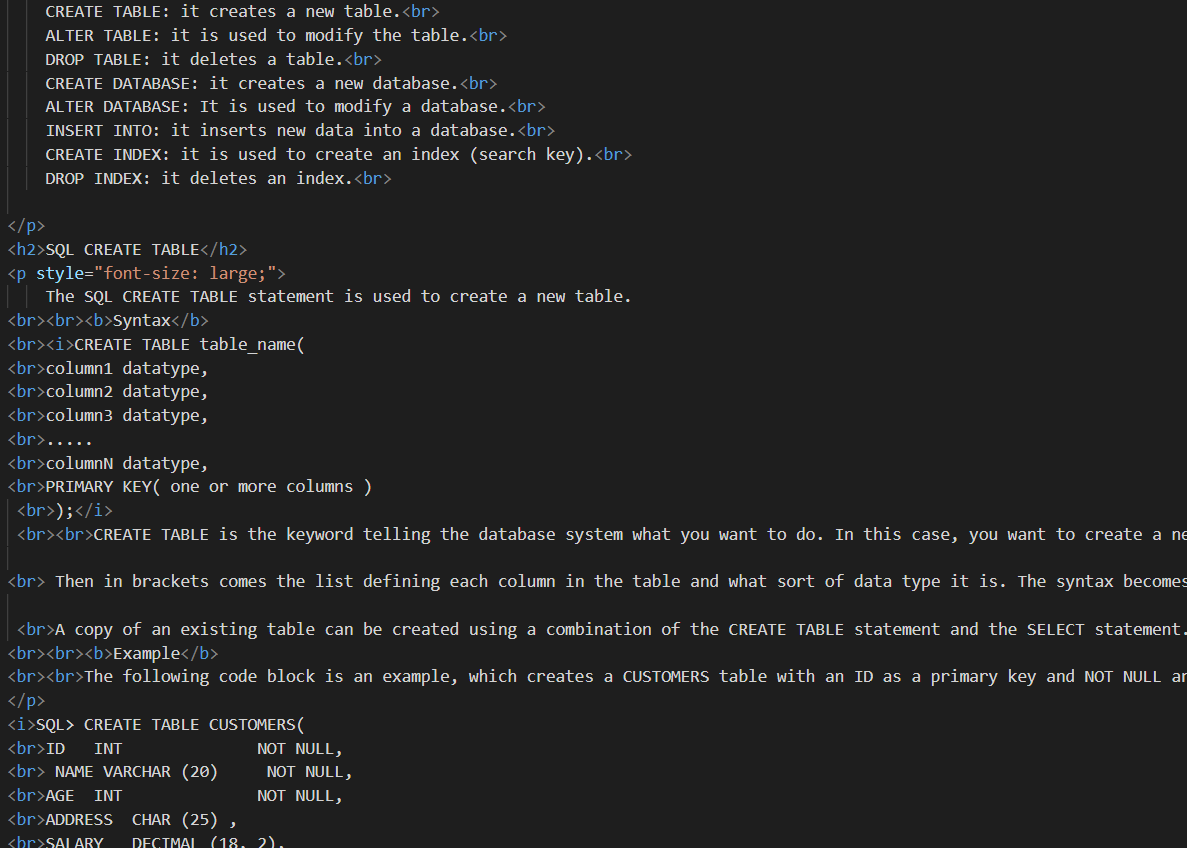 CREATE TABLE: it creates a new table.<br>
ALTER TABLE: it is used to modify the table.<br>
DROP TABLE: it deletes a table.<br>
CREATE DATABASE: it creates a new database.<br>
ALTER DATABASE: It is used to modify a database.<br>
INSERT INTO: it inserts new data into a database.<br>
CREATE INDEX: it is used to create an index (search key).<br>
DROP INDEX: it deletes an index.<br>
</p>
<h2>SQL CREATE TABLE</h2>
<p style="font-size: large;">
The SQL CREATE TABLE statement is used to create a new table.
<br><br><b>Syntax</b>
<br><i>CREATE TABLE table_name(
<br>column1 datatype,
<br>column2 datatype,
<br>column3 datatype,
<br>.....
<br>columnN datatype,
<br>PRIMARY KEY( one or more columns )
<br>);</i>
<br><br>CREATE TABLE is the keyword telling the database system what you want to do. In this case, you want to create a ne
<br> Then in brackets comes the list defining each column in the table and what sort of data type it is. The syntax becomes
<br>A copy of an existing table can be created using a combination of the CREATE TABLE statement and the SELECT statement.
<br><br><b>Example</b>
<br><br>The following code block is an example, which creates a CUSTOMERS table with an ID as a primary key and NOT NULL ar
</p>
<i>SQL> CREATE TABLE CUSTOMERS(
<br>ID   INT              NOT NULL,
<br> NAME VARCHAR (20)     NOT NULL,
<br>AGE  INT              NOT NULL,
<br>ADDRESS  CHAR (25) ,
<br>SALARY   DECIMAL (18, 2),